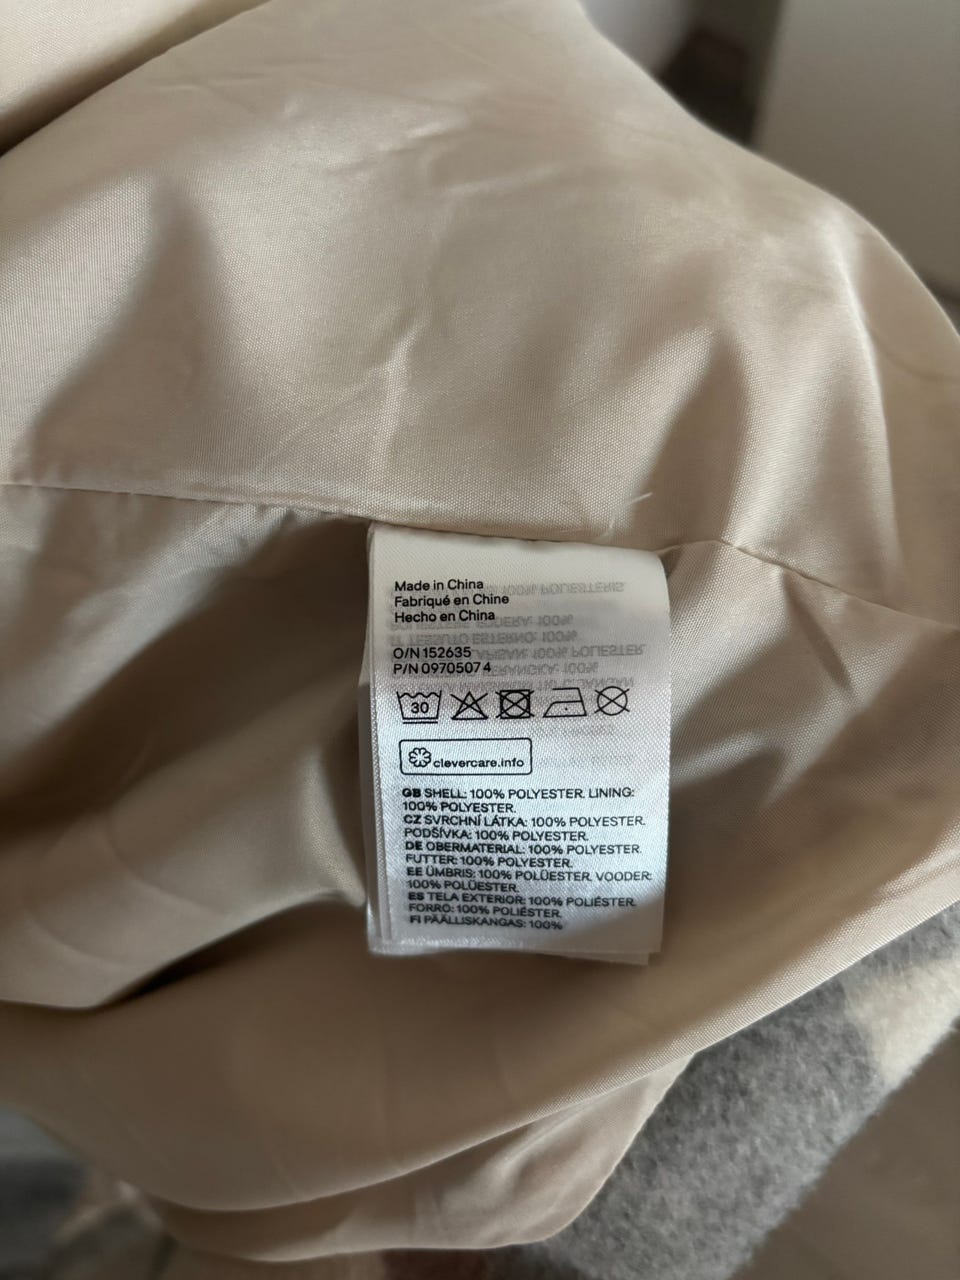 Made in China
Fabriqué en Chine
Hecho en China
O/N 152635
P/N 0970507 4
30
clevercare.info
GB SHELL: 100% POLYESTER. LINING:
100% POLYESTER.
CZ SVRCHNÍ LÁTKA: 100% POLYESTER.
PODŠÍVKA: 100% POLYESTER.
DE OBERMATERIAL: 100% POLYESTER.
FUTTER: 100% POLYESTER.
EE ÜMBRIS: 100% POLÜESTER. VOODER:
100% POLÜESTER.
ES TELA EXTERIOR: 100% POLIÉSTER.
FORRO: 100% POLIÉSTER.
FI PÄÄLLISKANGAS: 100%